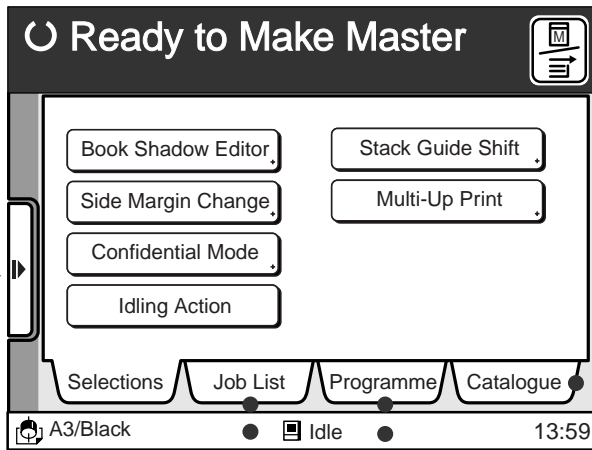 Ready to Make Master
M
Book Shadow Editor
Stack Guide Shift
Side Margin Change
Multi-Up Print
Confidential Mode
Idling Action
Selections
Job List
Programme
Catalogue
A3/Black
Idle
13:59